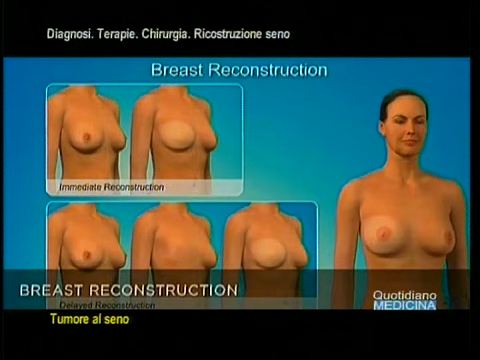 Diagnosi. Terapie. Chirurgia. Ricostruzione seno
Breast Reconstruction
Immediate Reconstruction
BREAST RECONSTRUCTION
Delayed Reconstruction
Quotidiano
MEDICINA
Tumore al seno